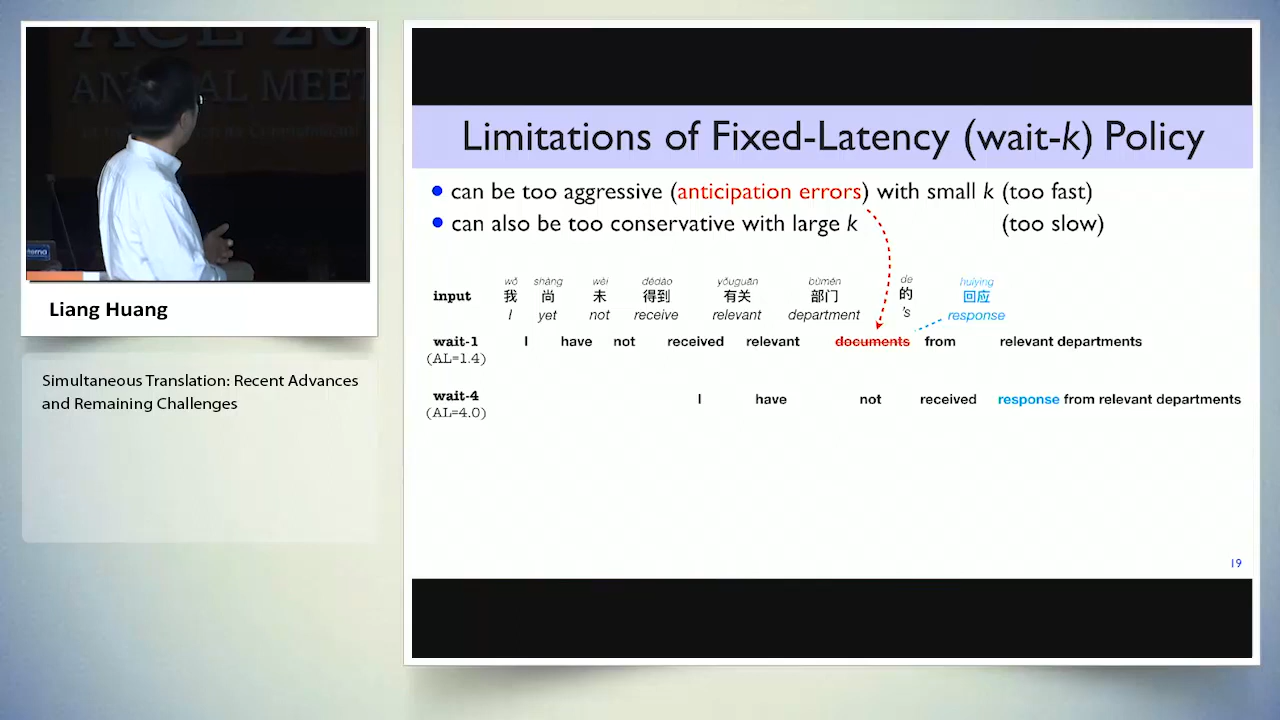 ACL 20
ANNUAL MEET
Liang Huang
Simultaneous Translation: Recent Advances
and Remaining Challenges
Limitations of Fixed-Latency (wait-k) Policy
• can be too aggressive (anticipation errors) with small k (too fast)
• can also be too conservative with large k (too slow)
wǒ shàng wèi dédào yǒuguān bùmén de huíyìng
input 我 尚 未 得到 有关 部门 的 回应
I yet not receive relevant department 's response
wait-1 I have not received relevant documents from relevant departments
(AL=1.4)
wait-4 I have not received response from relevant departments
(AL=4.0)
19